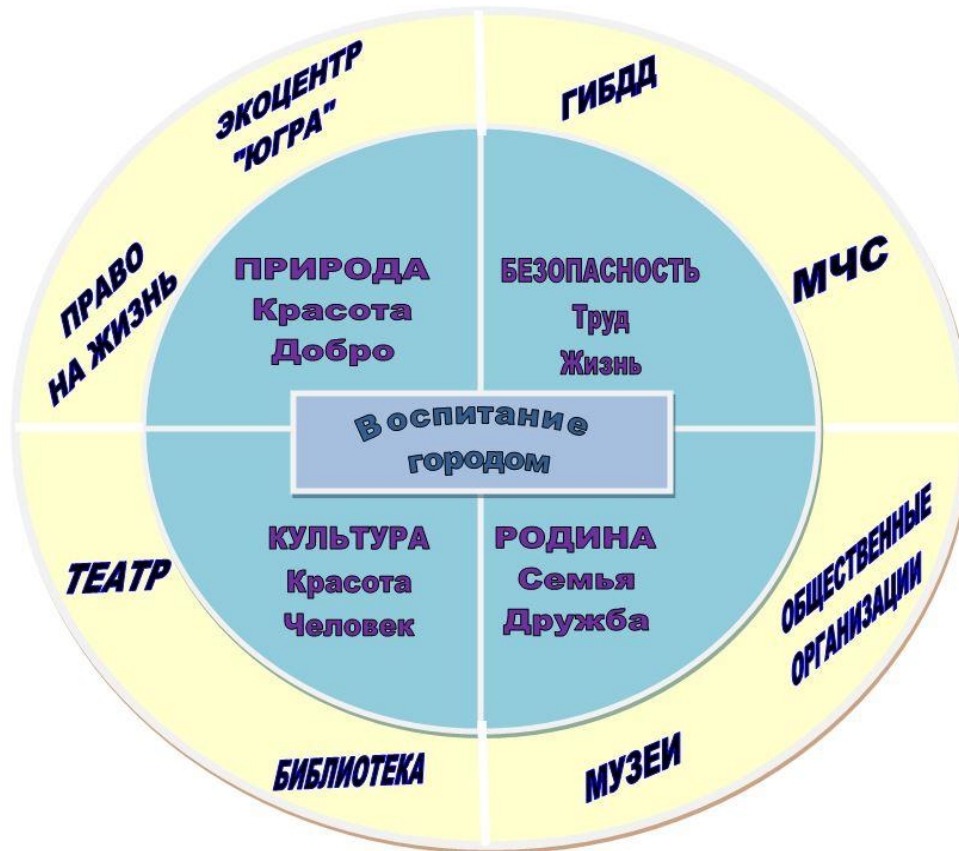 ЭКОЦЕНТР
"ЮГРА"
ГИБДД
ПРАВО
НА ЖИЗНЬ
МЧС
ПРИРОДА
Красота
Добро
БЕЗОПАСНОСТЬ
Труд
Жизнь
Воспитание
городом
КУЛЬТУРА
Красота
Человек
РОДИНА
Семья
Дружба
ТЕАТР
ОБЩЕСТВЕННЫЕ
ОРГАНИЗАЦИИ
БИБЛИОТЕКА
МУЗЕИ